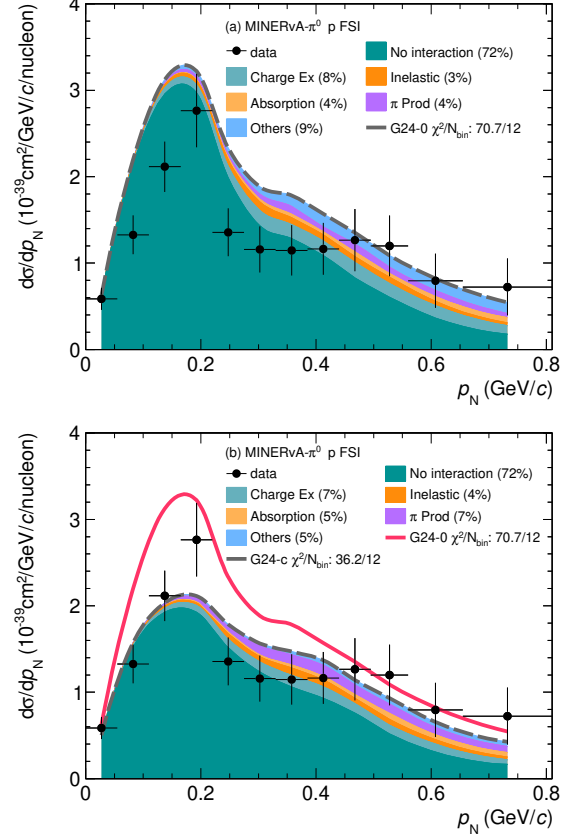 (a) MINERvA-π⁰ p FSI
data
No interaction (72%)
Charge Ex (8%)
Inelastic (3%)
Absorption (4%)
π Prod (4%)
Others (9%)
G24-0 χ²/N_bin: 70.7/12
dσ/dp_N (10⁻³⁹cm²/GeV/c/nucleon)
4
3
2
1
0
0
0.2
0.4
0.6
0.8
p_N (GeV/c)
(b) MINERvA-π⁰ p FSI
data
No interaction (72%)
Charge Ex (7%)
Inelastic (4%)
Absorption (5%)
π Prod (7%)
Others (5%)
G24-0 χ²/N_bin: 70.7/12
G24-c χ²/N_bin: 36.2/12
dσ/dp_N (10⁻³⁹cm²/GeV/c/nucleon)
4
3
2
1
0
0
0.2
0.4
0.6
0.8
p_N (GeV/c)